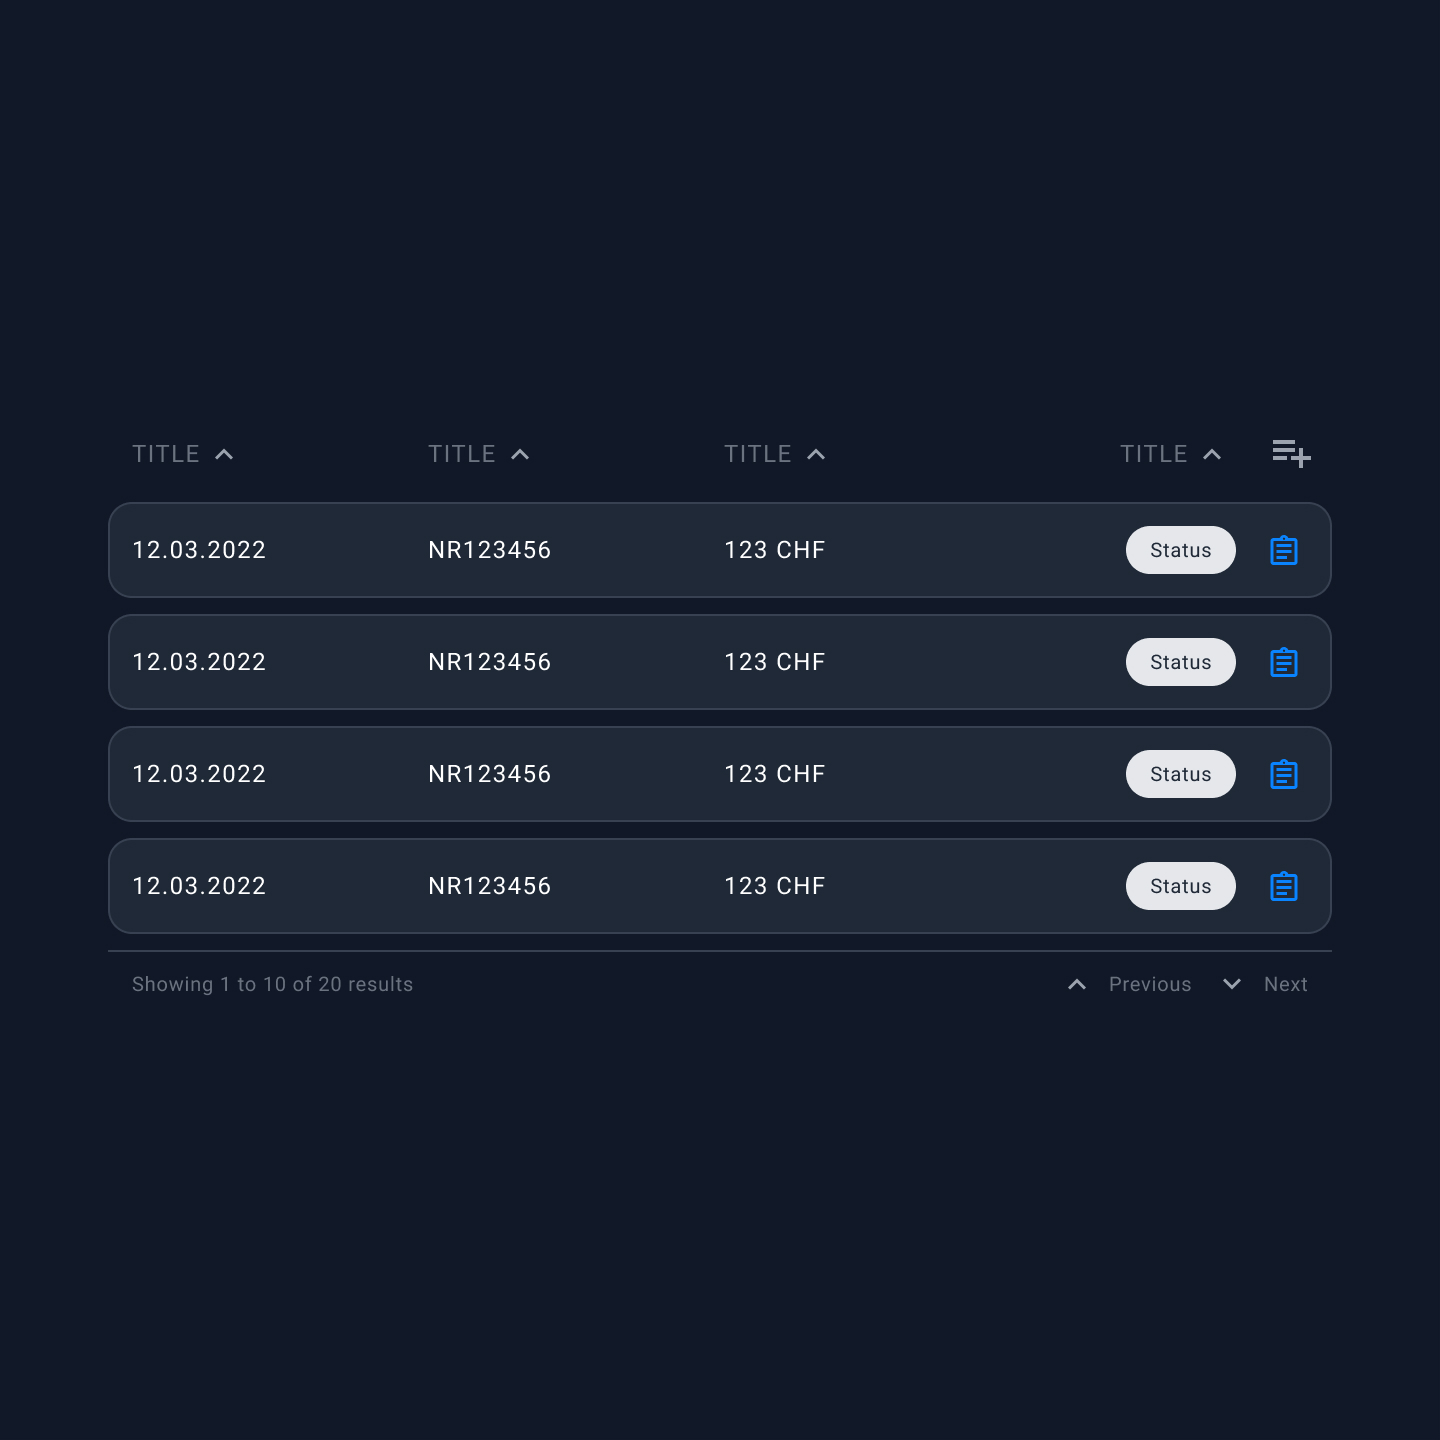 TITLE TITLE TITLE TITLE
12.03.2022 NR123456 123 CHF Status
12.03.2022 NR123456 123 CHF Status
12.03.2022 NR123456 123 CHF Status
12.03.2022 NR123456 123 CHF Status
Showing 1 to 10 of 20 results Previous Next